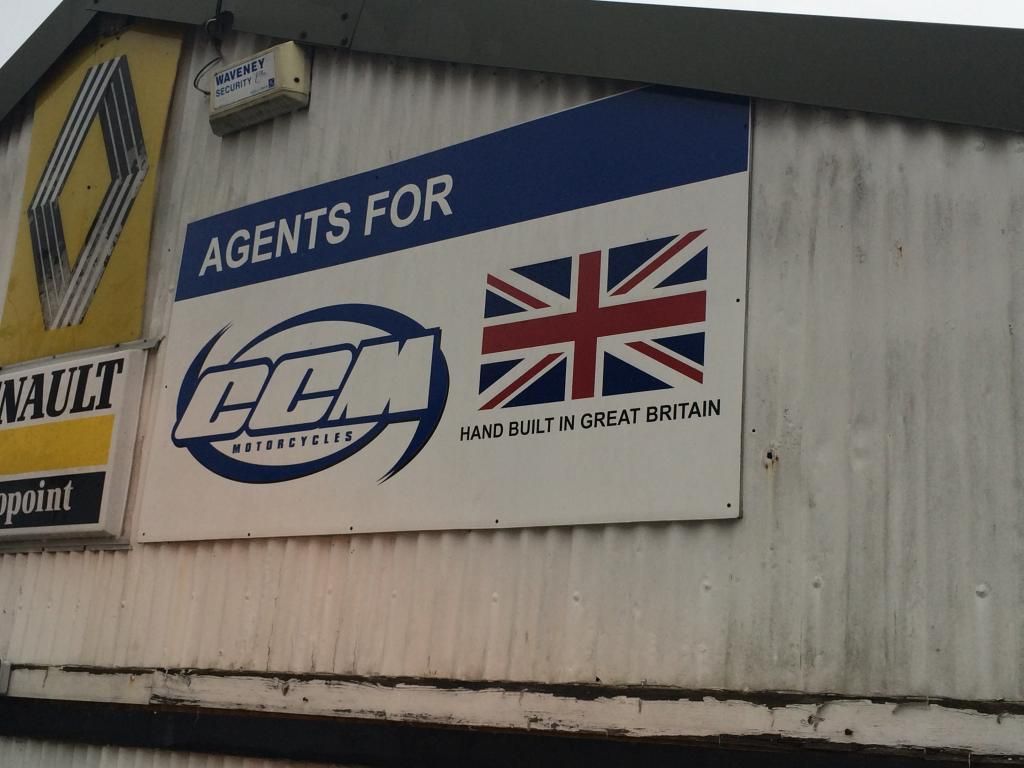 WAVENEY
SECURITY
AGENTS FOR
CCM
MOTORCYCLES
HAND BUILT IN GREAT BRITAIN
NAULT
opoint